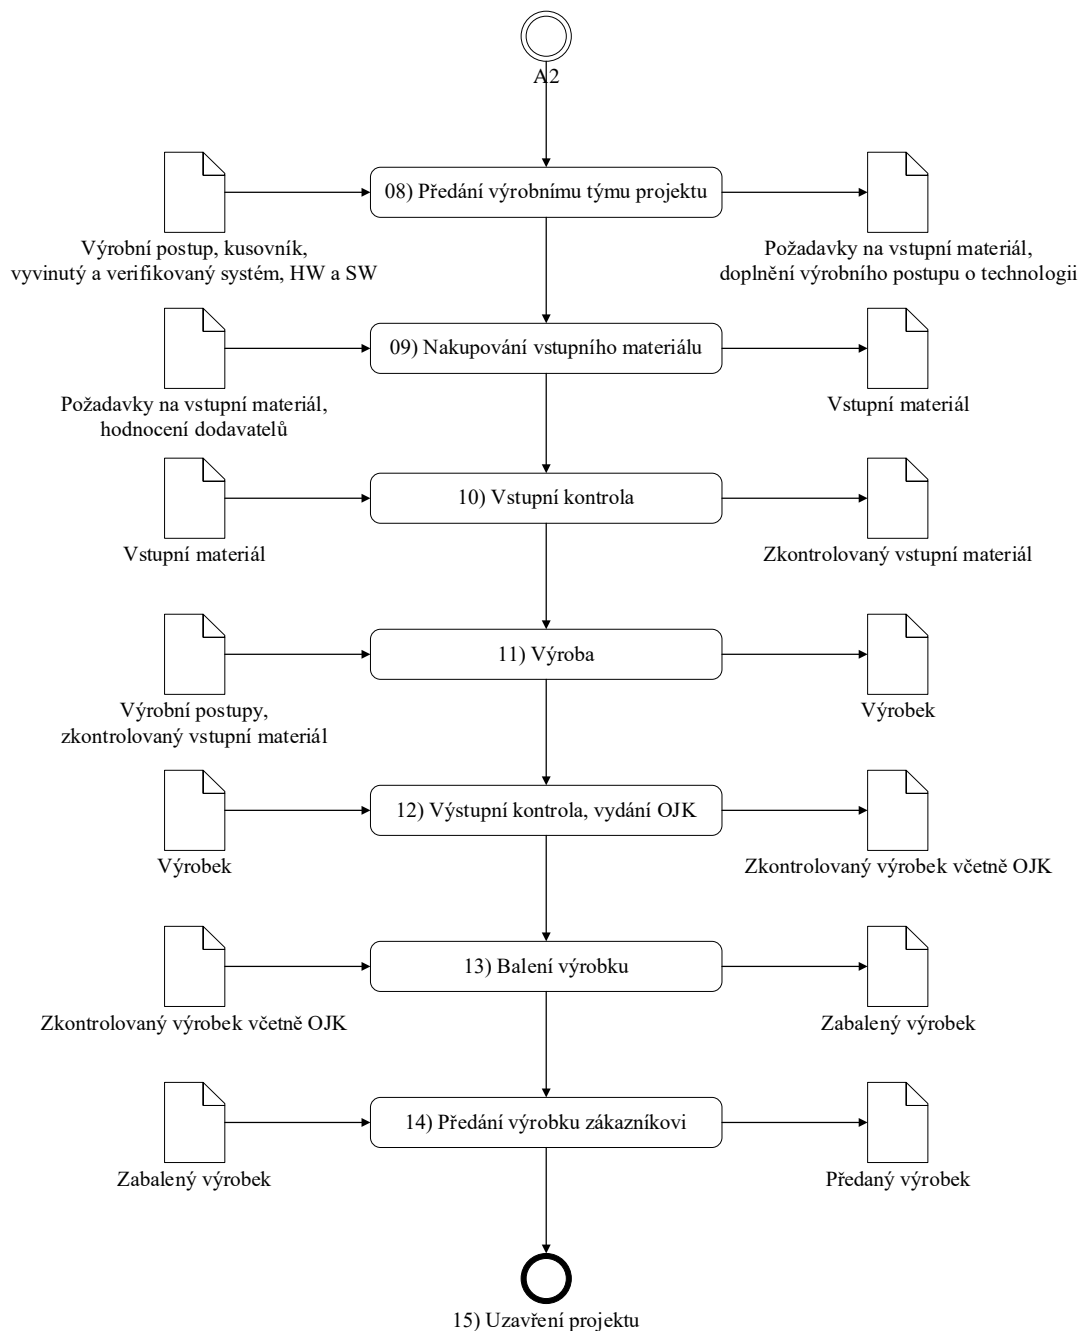 A2
08) Předání výrobnímu týmu projektu
Výrobní postup, kusovník,
vyvinutý a verifikovaný systém, HW a SW
Požadavky na vstupní materiál,
doplnění výrobního postupu o technologii
09) Nakupování vstupního materiálu
Požadavky na vstupní materiál,
hodnocení dodavatelů
Vstupní materiál
10) Vstupní kontrola
Vstupní materiál
Zkontrolovaný vstupní materiál
11) Výroba
Výrobní postupy,
zkontrolovaný vstupní materiál
Výrobek
12) Výstupní kontrola, vydání OJK
Výrobek
Zkontrolovaný výrobek včetně OJK
13) Balení výrobku
Zkontrolovaný výrobek včetně OJK
Zabalený výrobek
14) Předání výrobku zákazníkovi
Zabalený výrobek
Předaný výrobek
15) Uzavření projektu